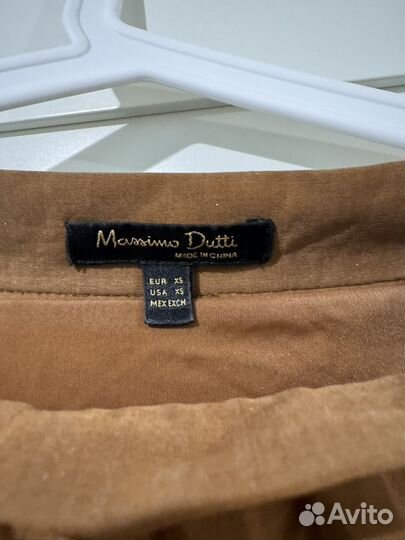 Massimo Dutti
MADE IN CHINA
EUR XS
USA XS
MEX EXCH
Avito